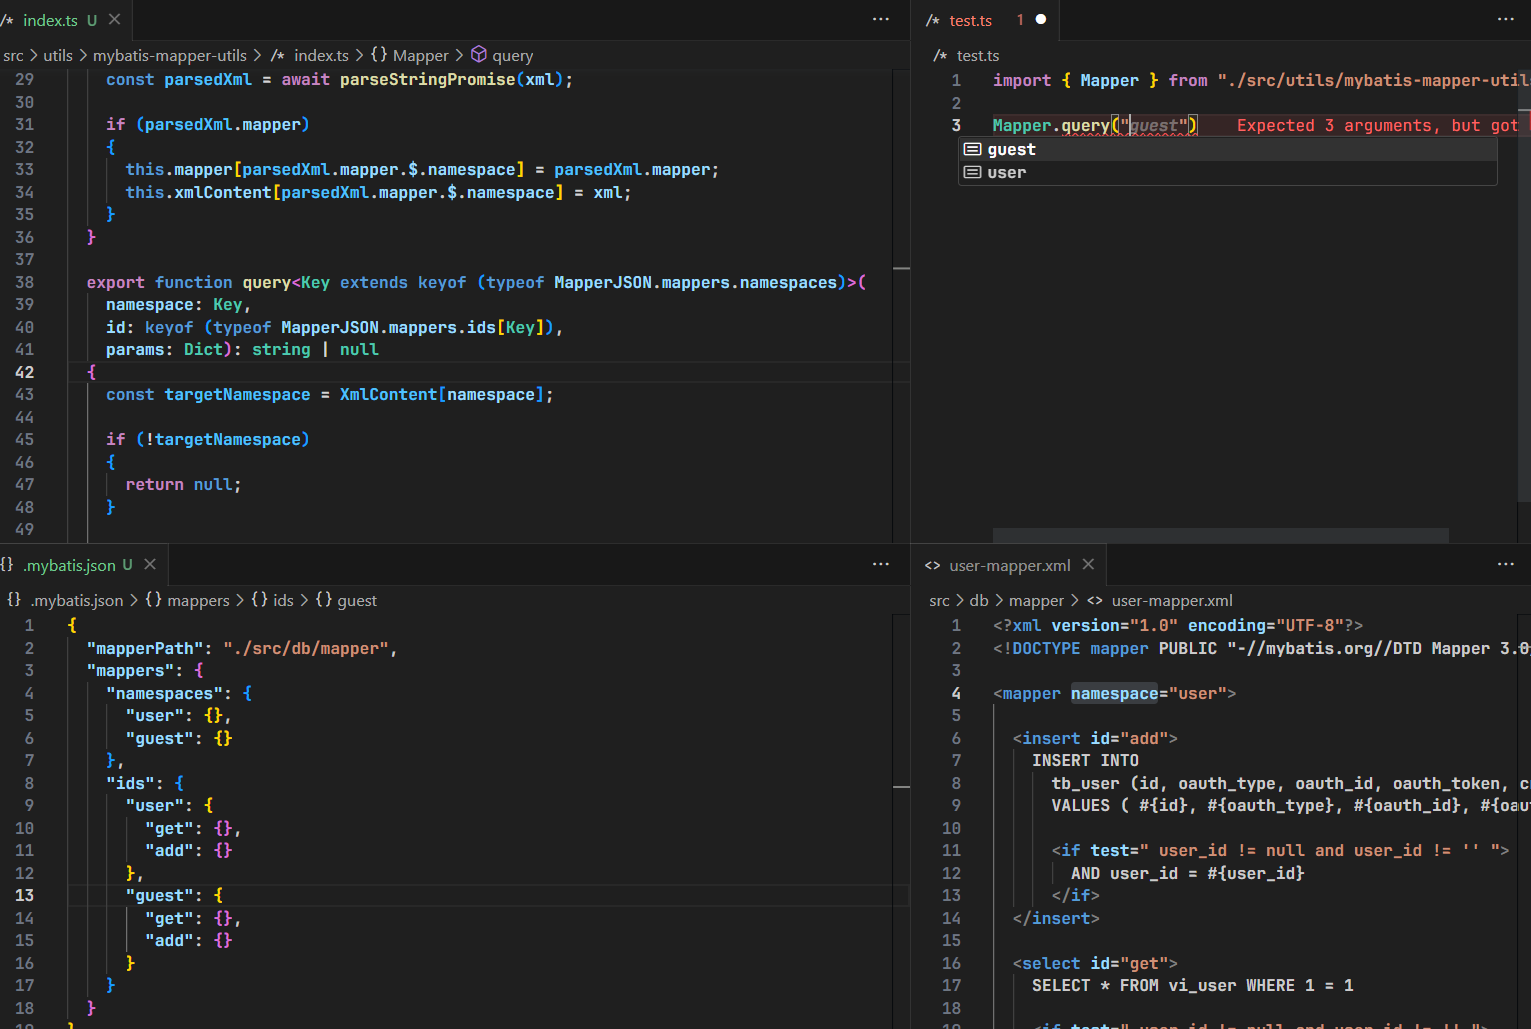 index.ts U
src > utils > mybatis-mapper-utils > /* index.ts > {} Mapper > query
29 const parsedXml = await parseStringPromise(xml);
30
31 if (parsedXml.mapper)
32 {
33 this.mapper[parsedXml.mapper.$.namespace] = parsedXml.mapper;
34 this.xmlContent[parsedXml.mapper.$.namespace] = xml;
35 }
36 }
37
38 export function query<Key extends keyof (typeof MapperJSON.mappers.namespaces)>(
39 namespace: Key,
40 id: keyof (typeof MapperJSON.mappers.ids[Key]),
41 params: Dict): string | null
42 {
43 const targetNamespace = XmlContent[namespace];
44
45 if (!targetNamespace)
46 {
47 return null;
48 }
49
/* test.ts 1
/* test.ts
1 import { Mapper } from "./src/utils/mybatis-mapper-util
2
3 Mapper.query("guest") Expected 3 arguments, but got
guest
user
{} .mybatis.json U
{} .mybatis.json > {} mappers > {} ids > {} guest
1 {
2 "mapperPath": "./src/db/mapper",
3 "mappers": {
4 "namespaces": {
5 "user": {},
6 "guest": {}
7 },
8 "ids": {
9 "user": {
10 "get": {},
11 "add": {}
12 },
13 "guest": {
14 "get": {},
15 "add": {}
16 }
17 }
18 }
<> user-mapper.xml
src > db > mapper > <> user-mapper.xml
1 <?xml version="1.0" encoding="UTF-8"?>
2 <!DOCTYPE mapper PUBLIC "-//mybatis.org//DTD Mapper 3.0
3
4 <mapper namespace="user">
5
6 <insert id="add">
7 INSERT INTO
8 tb_user (id, oauth_type, oauth_id, oauth_token, c
9 VALUES ( #{id}, #{oauth_type}, #{oauth_id}, #{oau
10
11 <if test=" user_id != null and user_id != '' ">
12 AND user_id = #{user_id}
13 </if>
14 </insert>
15
16 <select id="get">
17 SELECT * FROM vi_user WHERE 1 = 1
18